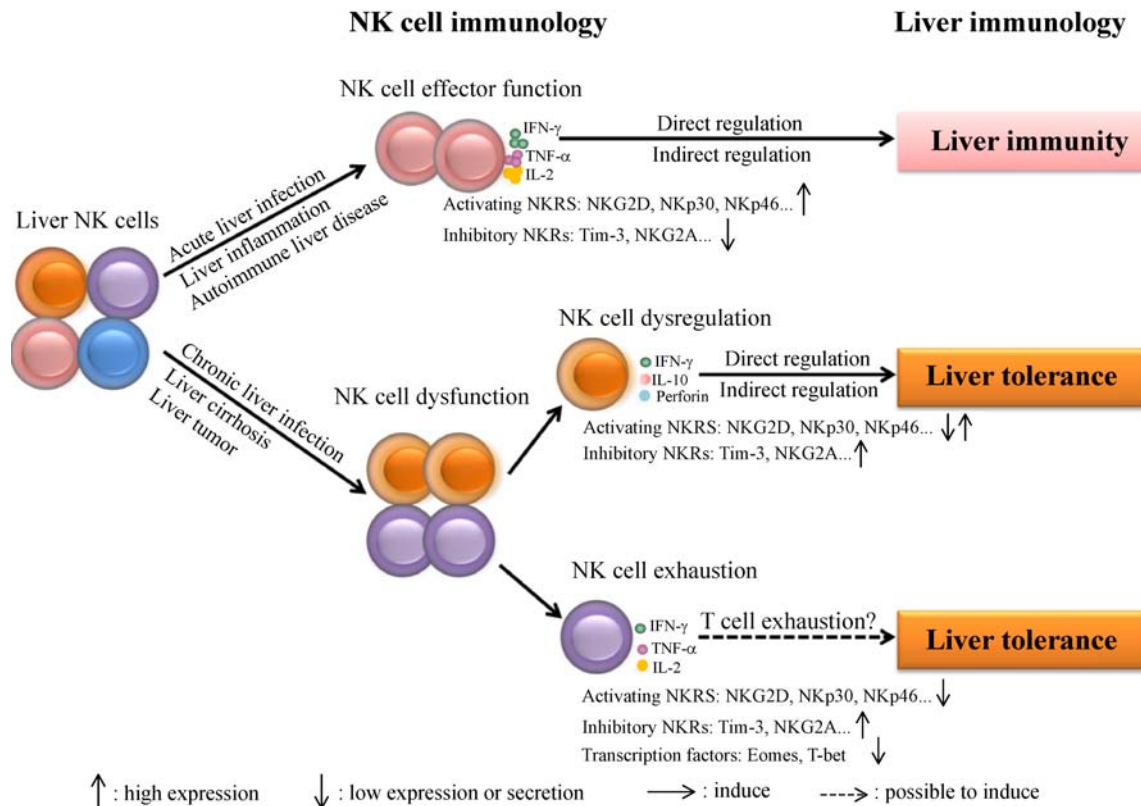 NK cell immunology
Liver immunology
NK cell effector function
IFN-γ
TNF-α
IL-2
Direct regulation
Indirect regulation
Liver immunity
Activating NKRS: NKG2D, NKp30, NKp46... ↑
Inhibitory NKRs: Tim-3, NKG2A... ↓
Liver NK cells
Acute liver infection
Liver inflammation
Autoimmune liver disease
Chronic liver infection
Liver cirrhosis
Liver tumor
NK cell dysfunction
NK cell dysregulation
IFN-γ
IL-10
Perforin
Direct regulation
Indirect regulation
Liver tolerance
Activating NKRS: NKG2D, NKp30, NKp46... ↓↑
Inhibitory NKRs: Tim-3, NKG2A... ↑
NK cell exhaustion
IFN-γ
TNF-α
IL-2
T cell exhaustion?
Liver tolerance
Activating NKRS: NKG2D, NKp30, NKp46... ↓
Inhibitory NKRs: Tim-3, NKG2A... ↑
Transcription factors: Eomes, T-bet ↓
↑ : high expression ↓ : low expression or secretion → : induce ⇢ : possible to induce